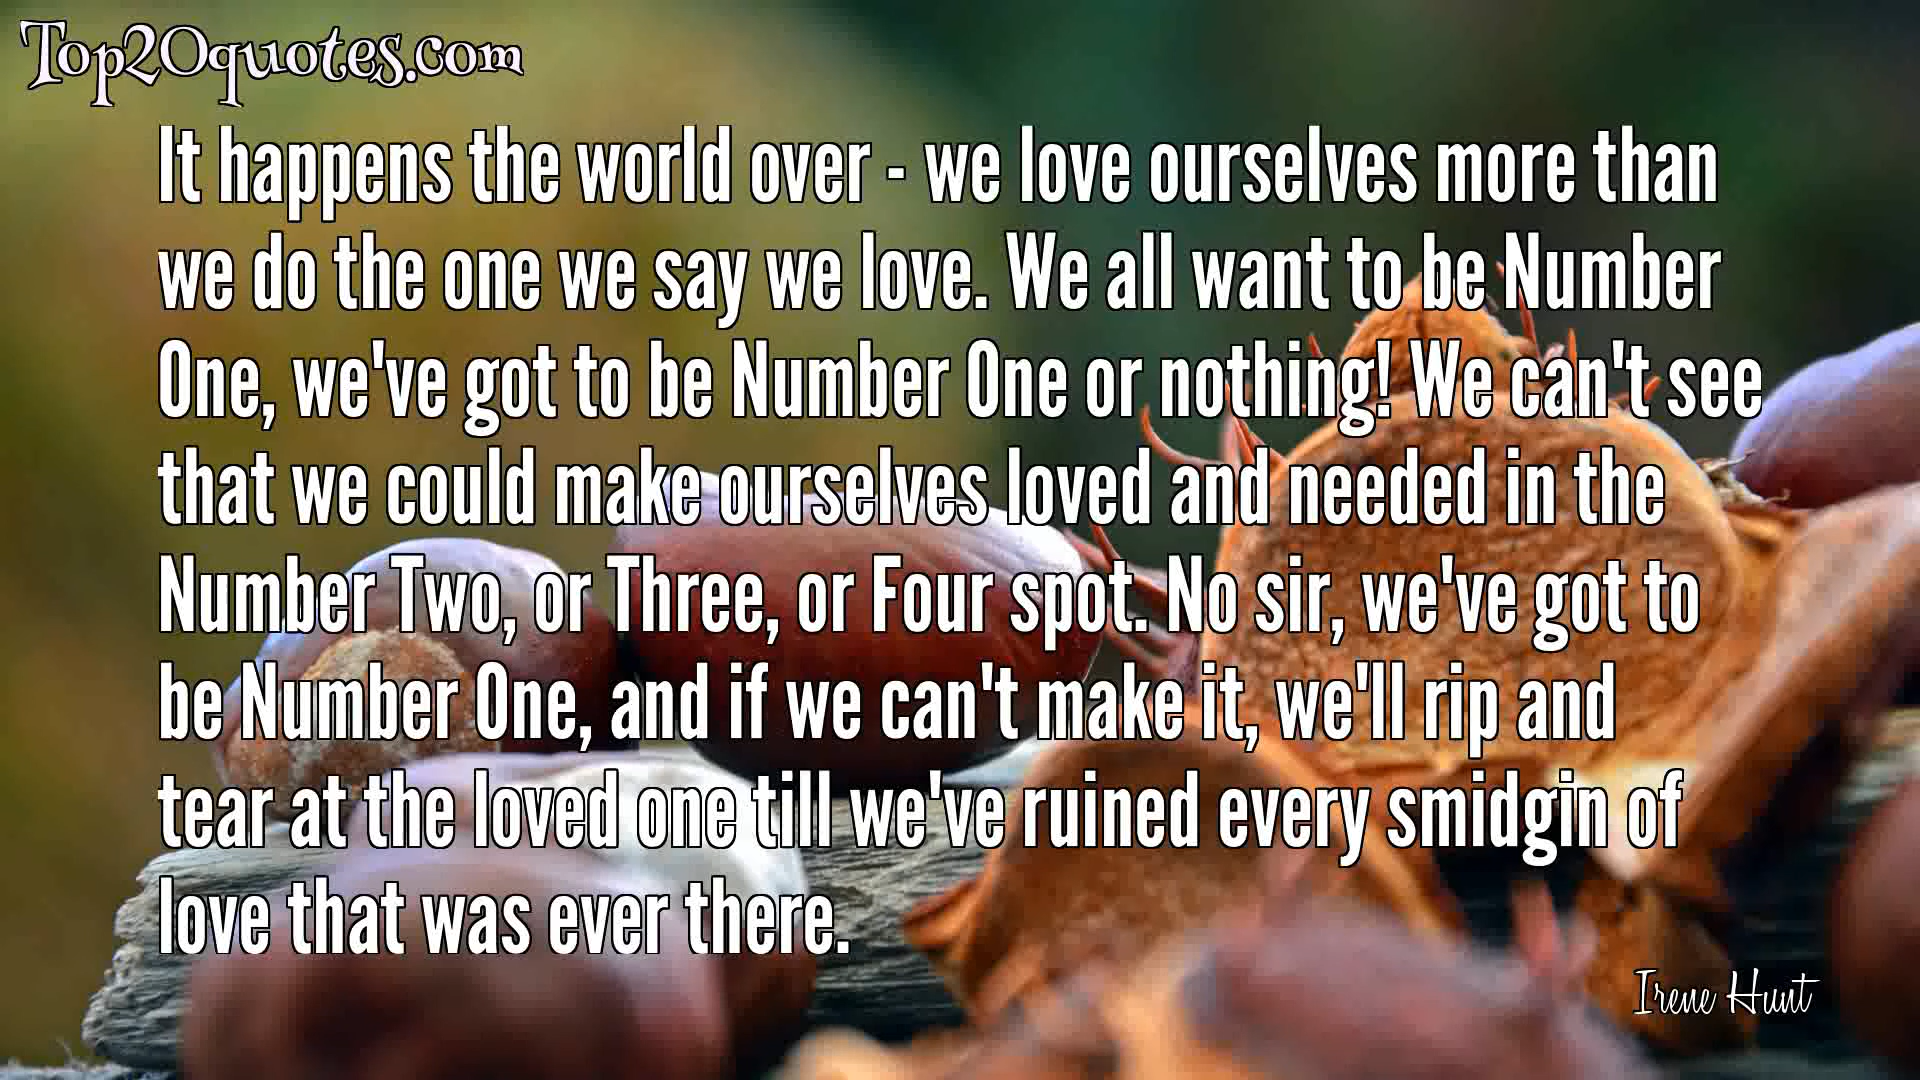 Top20quotes.com
It happens the world over - we love ourselves more than
we do the one we say we love. We all want to be Number
One, we've got to be Number One or nothing! We can't see
that we could make ourselves loved and needed in the
Number Two, or Three, or Four spot. No sir, we've got to
be Number One, and if we can't make it, we'll rip and
tear at the loved one till we've ruined every smidgin of
love that was ever there.
Irene Hunt